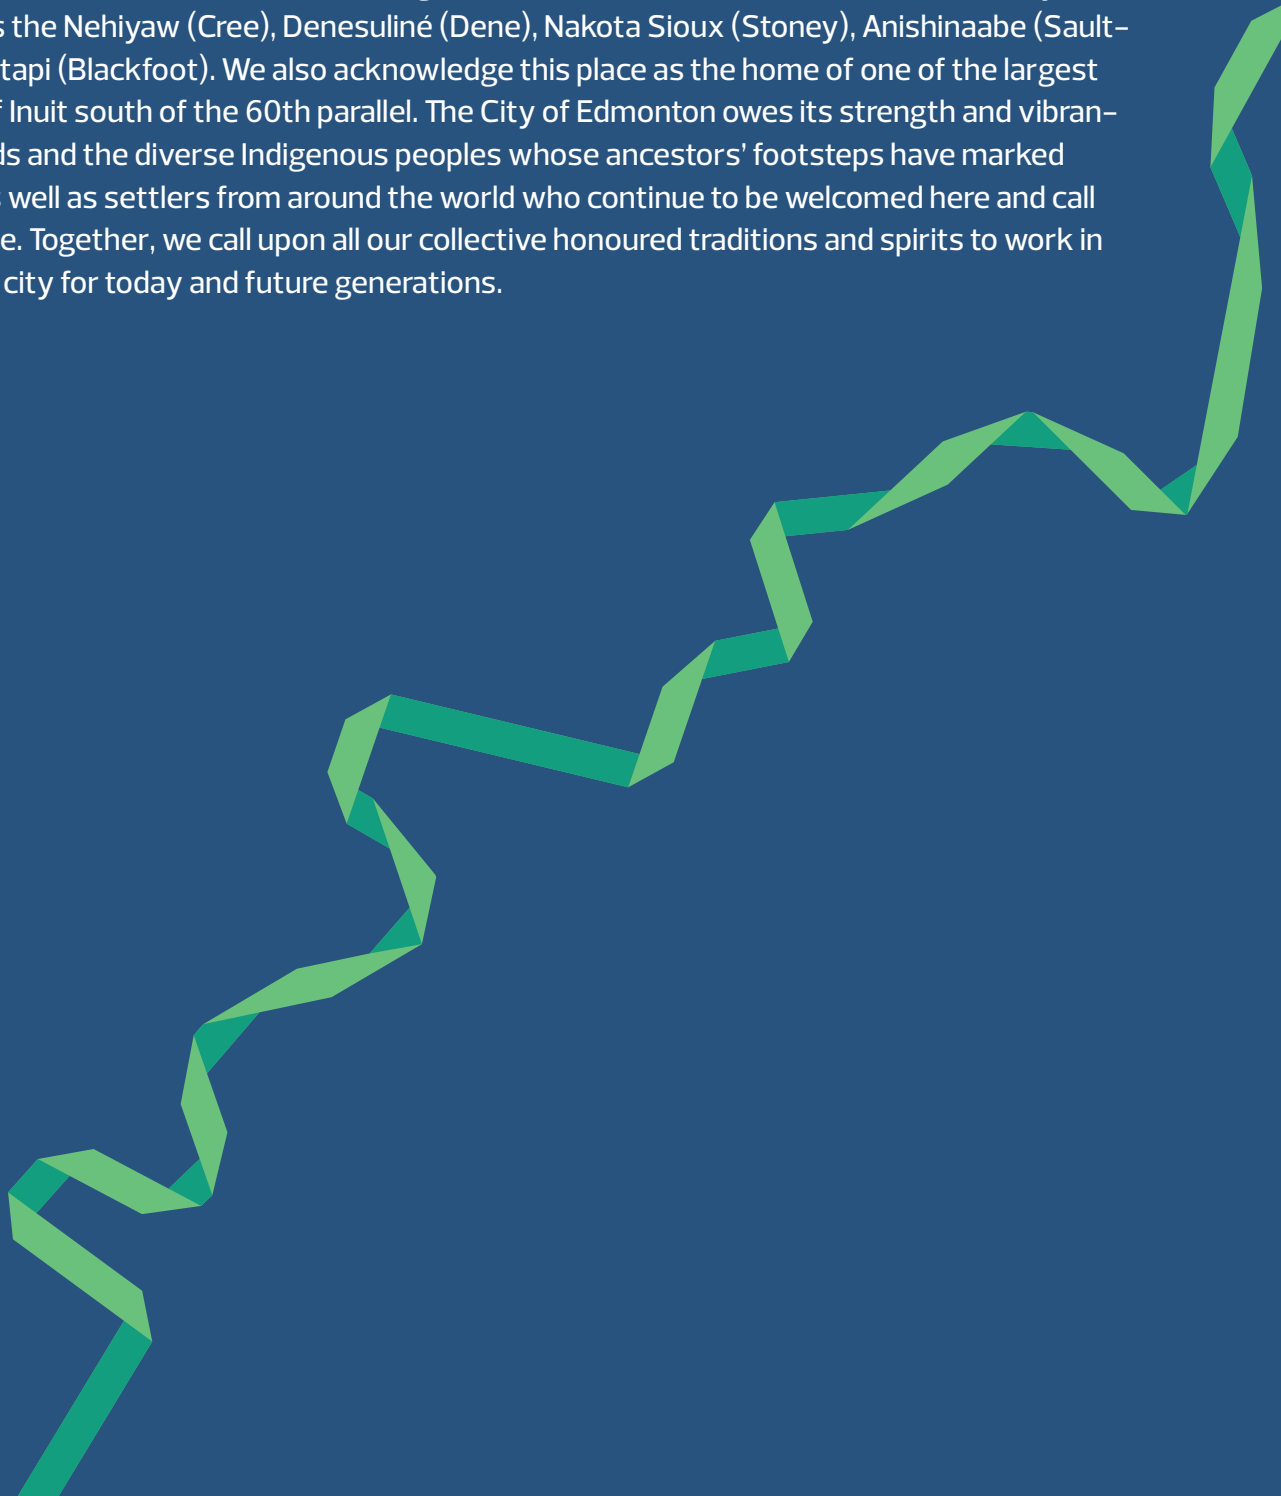 the Nehiyaw (Cree), Denesuliné (Dene), Nakota Sioux (Stoney), Anishinaabe (Sault-
tapi (Blackfoot). We also acknowledge this place as the home of one of the largest
Inuit south of the 60th parallel. The City of Edmonton owes its strength and vibran-
ds and the diverse Indigenous peoples whose ancestors’ footsteps have marked
well as settlers from around the world who continue to be welcomed here and call
e. Together, we call upon all our collective honoured traditions and spirits to work in
city for today and future generations.